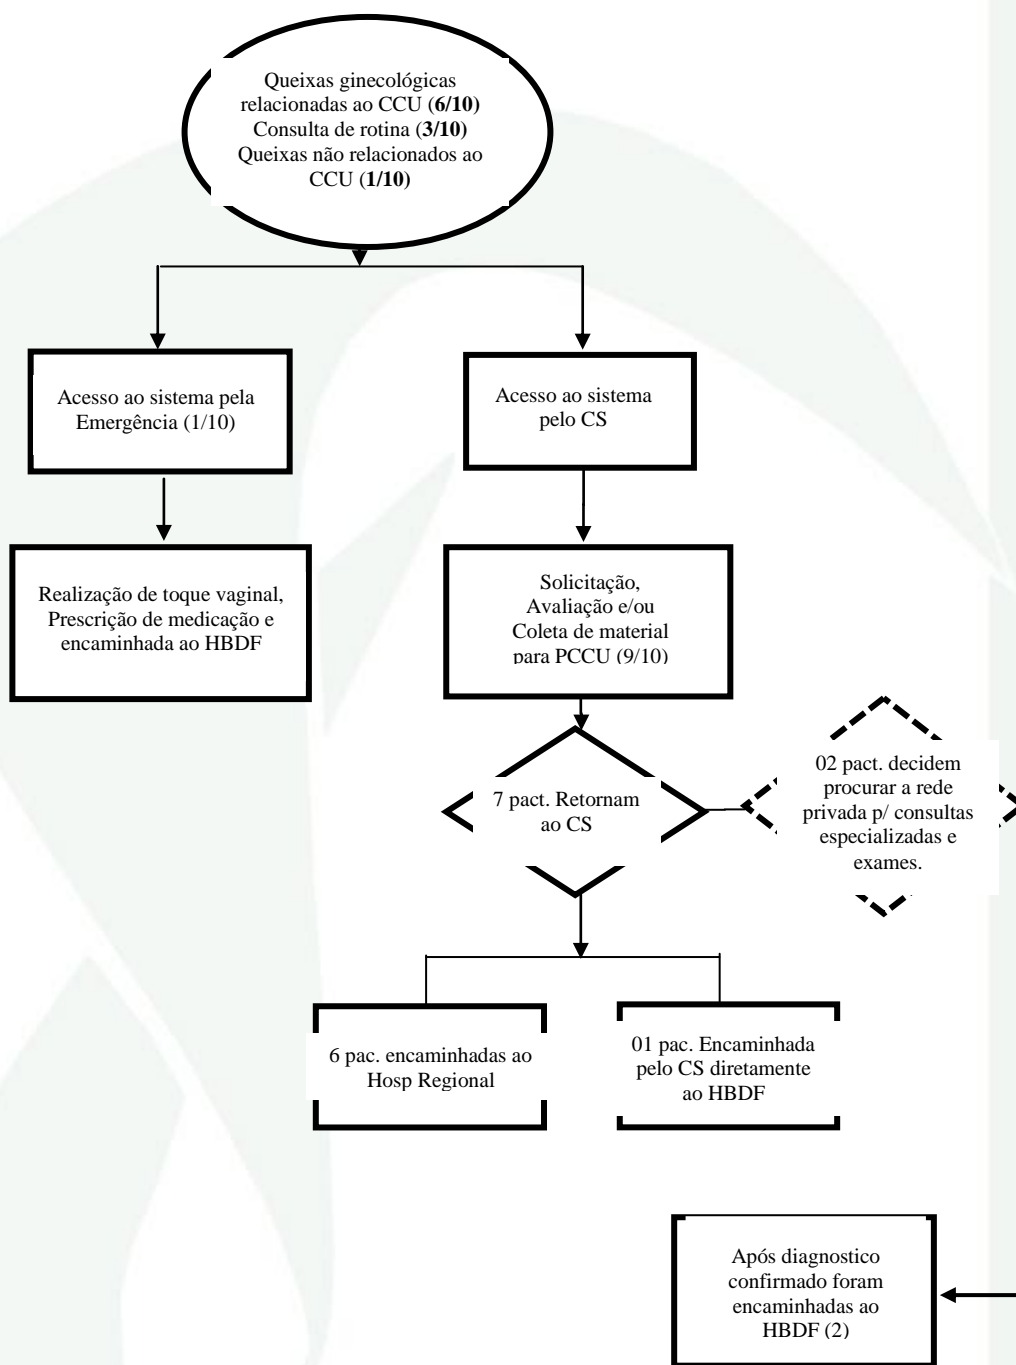 Queixas ginecológicas
relacionadas ao CCU (6/10)
Consulta de rotina (3/10)
Queixas não relacionados ao
CCU (1/10)
Acesso ao sistema pela
Emergência (1/10)
Acesso ao sistema
pelo CS
Realização de toque vaginal,
Prescrição de medicação e
encaminhada ao HBDF
Solicitação,
Avaliação e/ou
Coleta de material
para PCCU (9/10)
7 pact. Retornam
ao CS
02 pact. decidem
procurar a rede
privada p/ consultas
especializadas e
exames.
6 pac. encaminhadas ao
Hosp Regional
01 pac. Encaminhada
pelo CS diretamente
ao HBDF
Após diagnostico
confirmado foram
encaminhadas ao
HBDF (2)